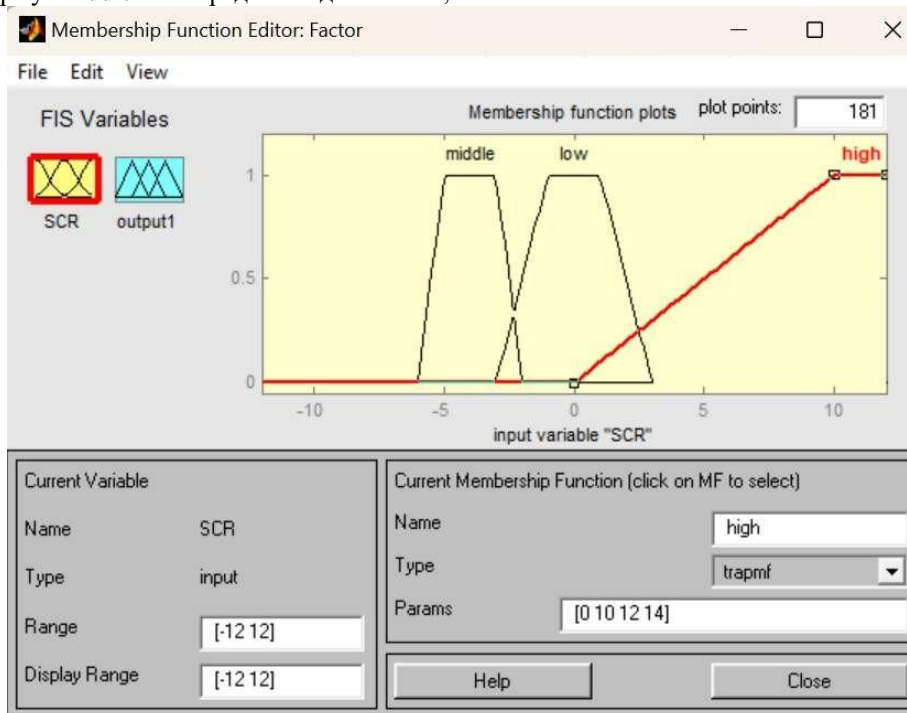 Membership Function Editor: Factor
File Edit View
FIS Variables
SCR
output1
Membership function plots
plot points:
181
middle
low
high
1
0.5
0
-10
-5
0
5
10
input variable "SCR"
Current Variable
Name SCR
Type input
Range [-12 12]
Display Range [-12 12]
Current Membership Function (click on MF to select)
Name high
Type trapmf
Params [0 10 12 14]
Help
Close